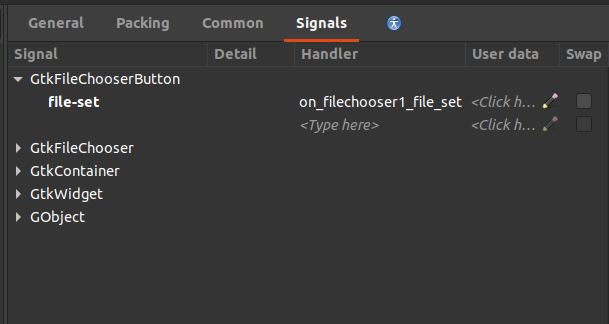 General Packing Common Signals
Signal Detail Handler User data Swap
GtkFileChooserButton
file-set on_filechooser1_file_set <Click h...
<Type here> <Click h...
GtkFileChooser
GtkContainer
GtkWidget
GObject